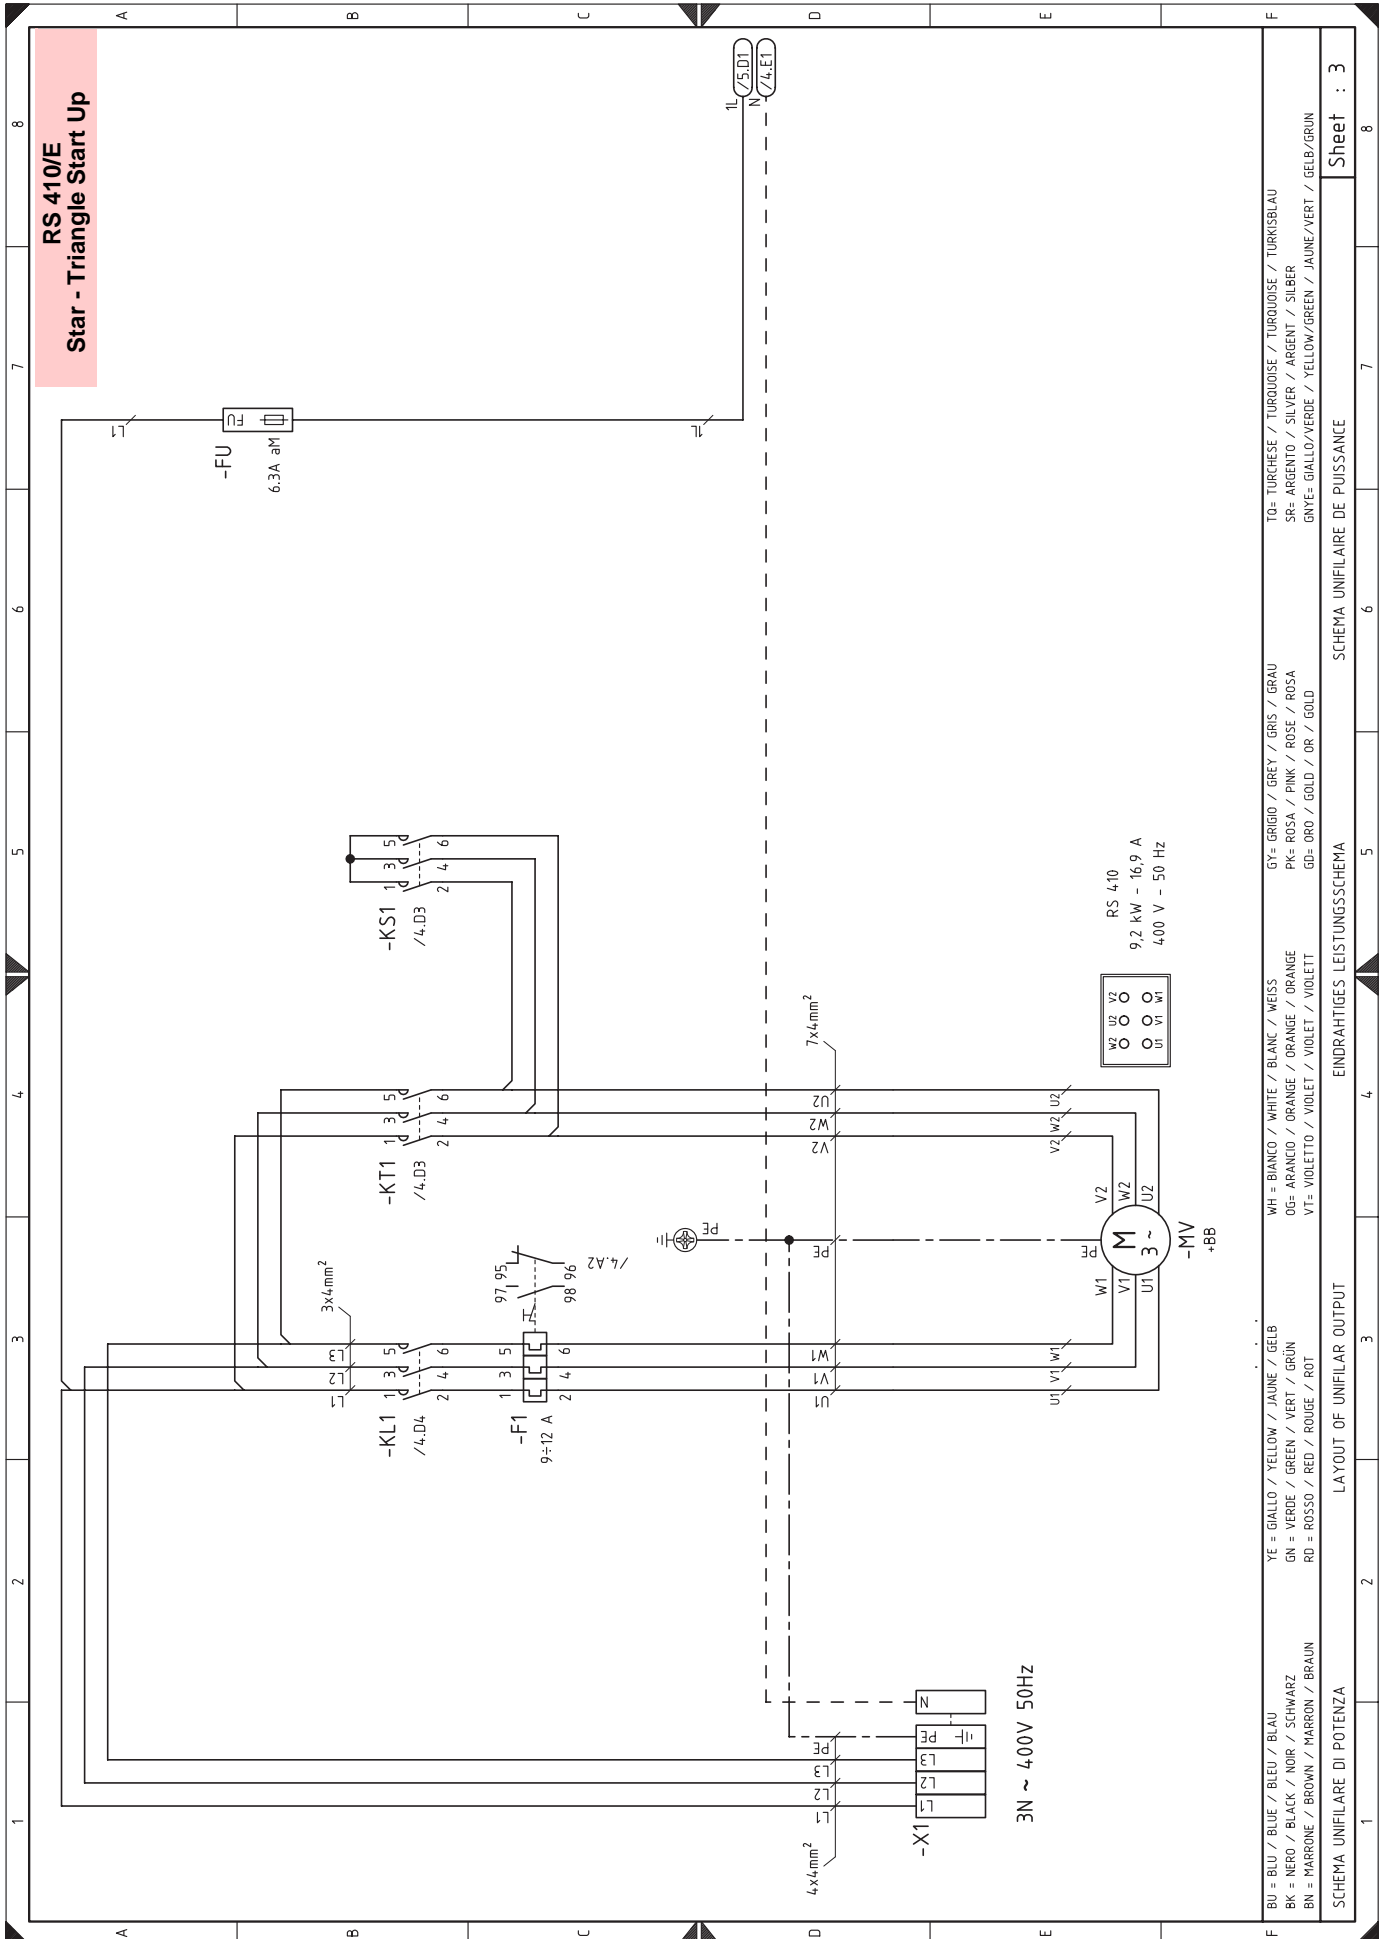 1 2 3 4 5 6 7 8
A
B
C
D
E
F
A
B
C
D
E
F
RS 410/E
Star - Triangle Start Up
L1
-FU
FU
6.3A aM
1L
1L
/5.D1
N
/4.E1
L1 L2 L3
3x4mm²
-KL1
/4.D4
1 3 5
2 4 6
-KT1
/4.D3
1 3 5
2 4 6
-KS1
/4.D3
1 3 5
2 4 6
-F1
9÷12 A
1 3 5
2 4 6
97 95
98 96
/4.A2
PE
4x4mm²
L1 L2 L3 PE
-X1
L1 L2 L3 PE N
3N ~ 400V 50Hz
U1 V1 W1 PE V2 W2 U2
7x4mm²
U1 V1 W1 V2 W2 U2
PE
W1 V2
V1 W2
U1 U2
M
3 ~
-MV
+BB
W2 U2 V2
U1 V1 W1
RS 410
9,2 kW - 16,9 A
400 V - 50 Hz
BU = BLU / BLUE / BLEU / BLAU
BK = NERO / BLACK / NOIR / SCHWARZ
BN = MARRONE / BROWN / MARRON / BRAUN
YE = GIALLO / YELLOW / JAUNE / GELB
GN = VERDE / GREEN / VERT / GRÜN
RD = ROSSO / RED / ROUGE / ROT
WH = BIANCO / WHITE / BLANC / WEISS
OG= ARANCIO / ORANGE / ORANGE / ORANGE
VT= VIOLETTO / VIOLET / VIOLET / VIOLETT
GY= GRIGIO / GREY / GRIS / GRAU
PK= ROSA / PINK / ROSE / ROSA
GD= ORO / GOLD / OR / GOLD
TQ= TURCHESE / TURQUOISE / TURQUOISE / TURKISBLAU
SR= ARGENTO / SILVER / ARGENT / SILBER
GNYE= GIALLO/VERDE / YELLOW/GREEN / JAUNE/VERT / GELB/GRUN
SCHEMA UNIFILARE DI POTENZA
LAYOUT OF UNIFILAR OUTPUT
EINDRAHTIGES LEISTUNGSSCHEMA
SCHEMA UNIFILAIRE DE PUISSANCE
Sheet : 3
1 2 3 4 5 6 7 8